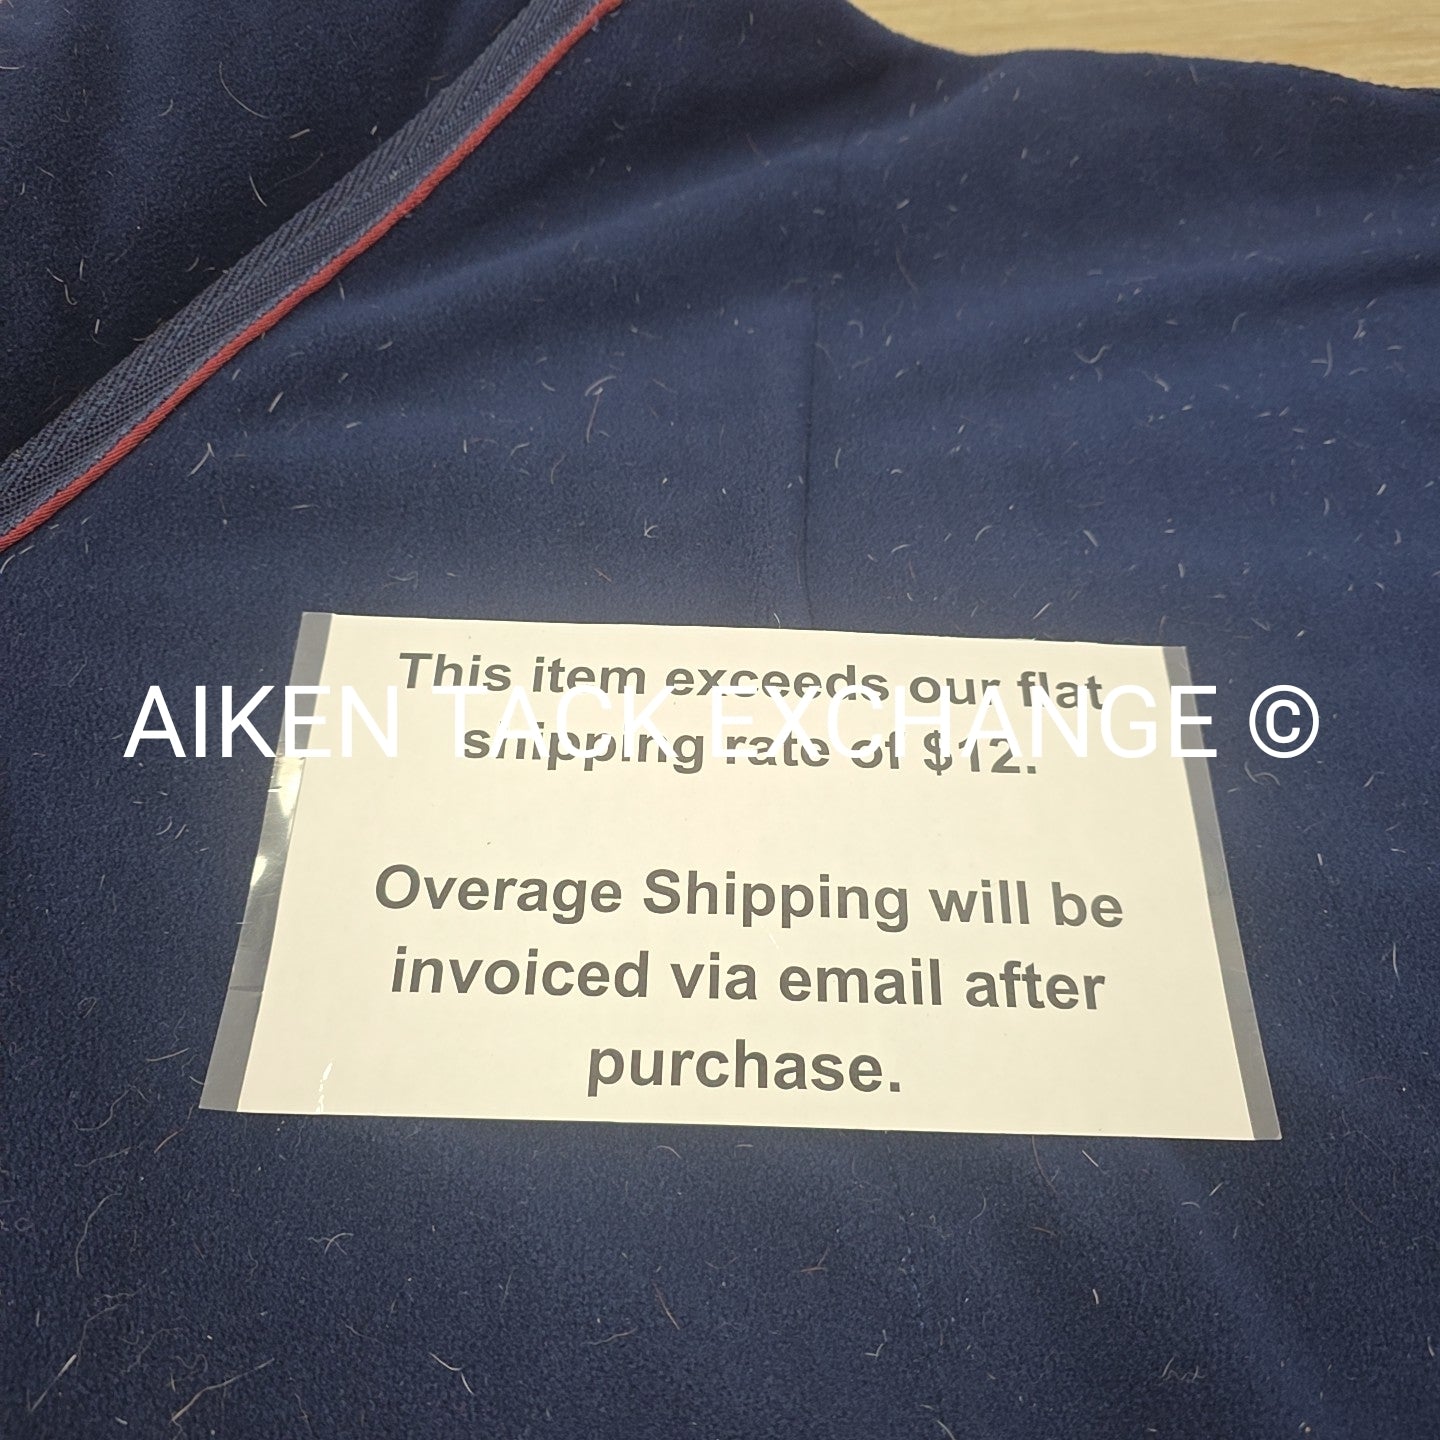 This item exceeds our flat
AIKEN TACK EXCHANGE ©
shipping rate of $12.
Overage Shipping will be
invoiced via email after
purchase.